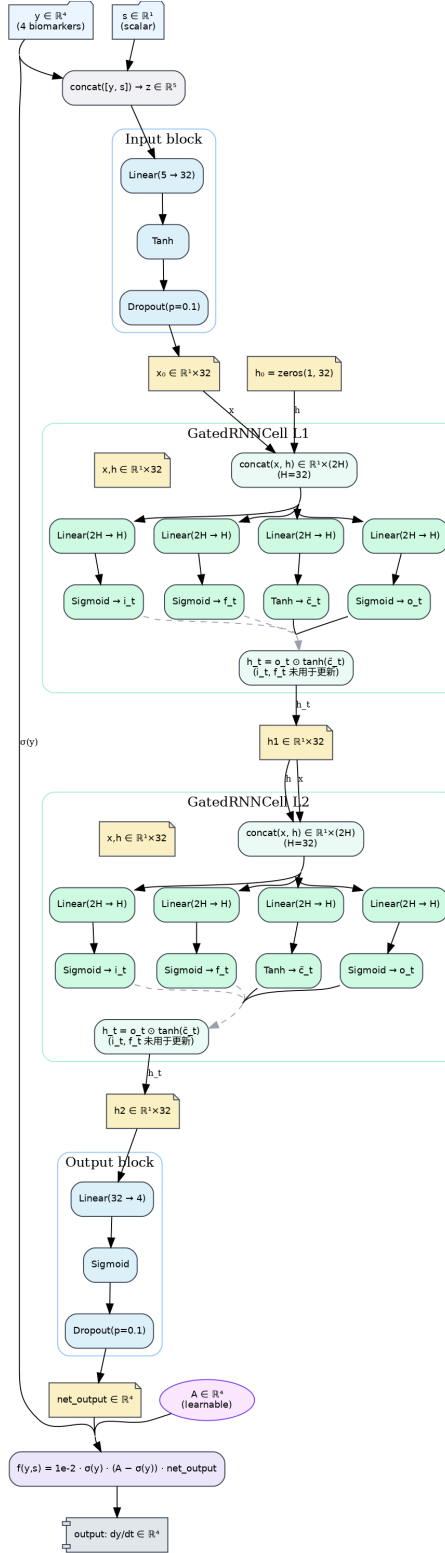 y ∈ ℝ⁴
(4 biomarkers)
s ∈ ℝ¹
(scalar)
concat([y, s]) → z ∈ ℝ⁵
Input block
Linear(5 → 32)
Tanh
Dropout(p=0.1)
x₀ ∈ ℝ¹×32
h₀ = zeros(1, 32)
x
h
GatedRNNCell L1
x,h ∈ ℝ¹×32
concat(x, h) ∈ ℝ¹×(2H)
(H=32)
Linear(2H → H)
Linear(2H → H)
Linear(2H → H)
Linear(2H → H)
Sigmoid → i_t
Sigmoid → f_t
Tanh → c̃_t
Sigmoid → o_t
h_t = o_t ⊙ tanh(c̃_t)
(i_t, f_t 未用于更新)
h_t
σ(y)
h1 ∈ ℝ¹×32
h
x
GatedRNNCell L2
x,h ∈ ℝ¹×32
concat(x, h) ∈ ℝ¹×(2H)
(H=32)
Linear(2H → H)
Linear(2H → H)
Linear(2H → H)
Linear(2H → H)
Sigmoid → i_t
Sigmoid → f_t
Tanh → c̃_t
Sigmoid → o_t
h_t = o_t ⊙ tanh(c̃_t)
(i_t, f_t 未用于更新)
h_t
h2 ∈ ℝ¹×32
Output block
Linear(32 → 4)
Sigmoid
Dropout(p=0.1)
net_output ∈ ℝ⁴
A ∈ ℝ⁴
(learnable)
f(y,s) = 1e-2 · σ(y) · (A − σ(y)) · net_output
output: dy/dt ∈ ℝ⁴